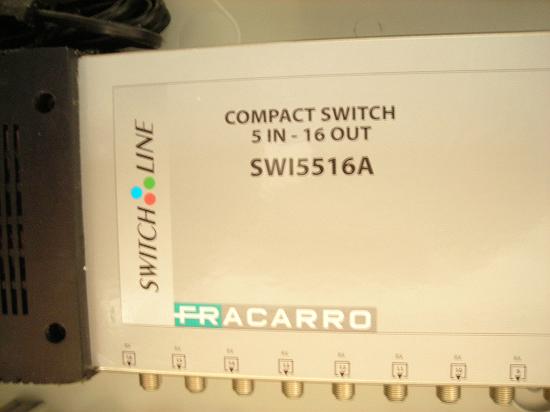 COMPACT SWITCH
5 IN - 16 OUT
SWI5516A
SWITCH LINE
FRACARRO